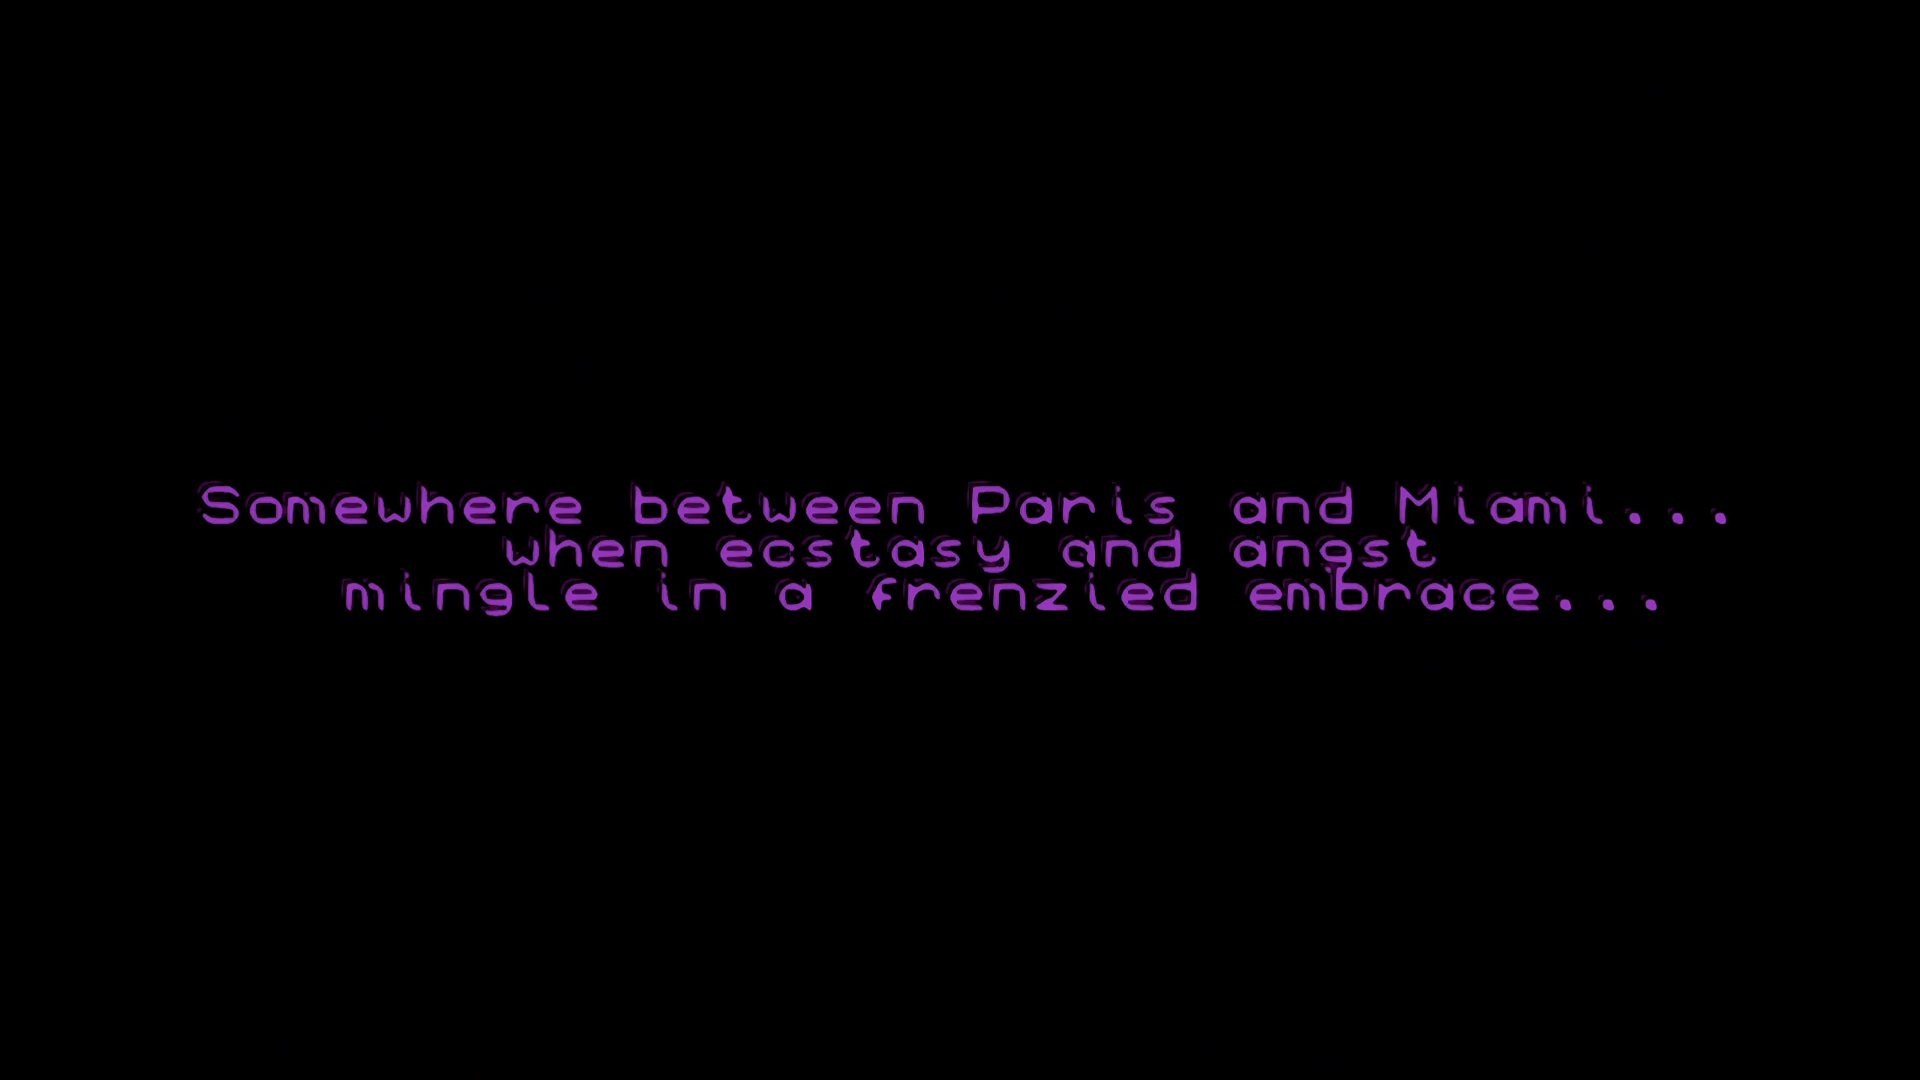 Somewhere between Paris and Miami...
when ecstasy and angst
mingle in a frenzied embrace...